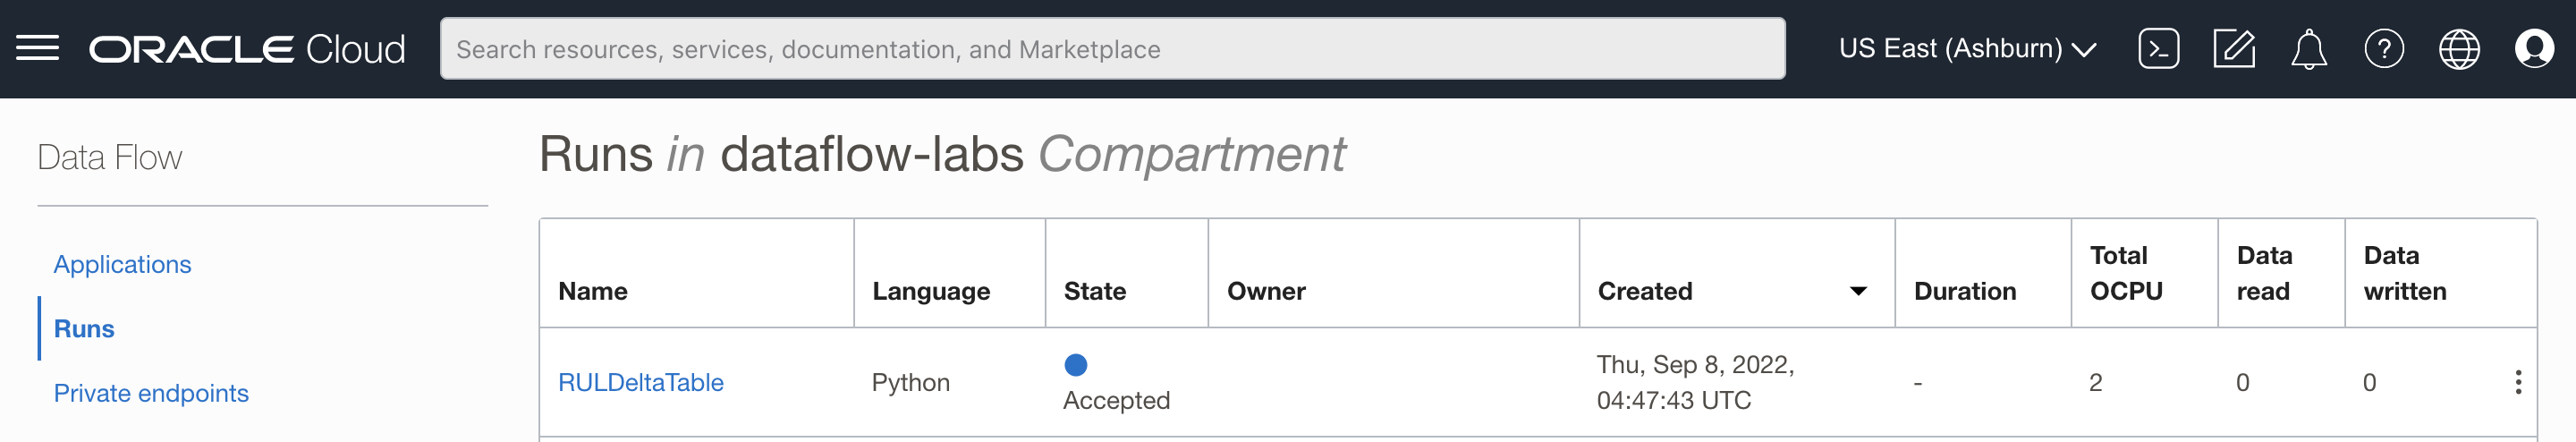 ORACLE Cloud
Search resources, services, documentation, and Marketplace
US East (Ashburn)
Data Flow
Applications
Runs
Private endpoints
Runs in dataflow-labs Compartment
Name Language State Owner Created Duration Total OCPU Data read Data written
RULDeltaTable Python Accepted Thu, Sep 8, 2022, 04:47:43 UTC - 2 0 0